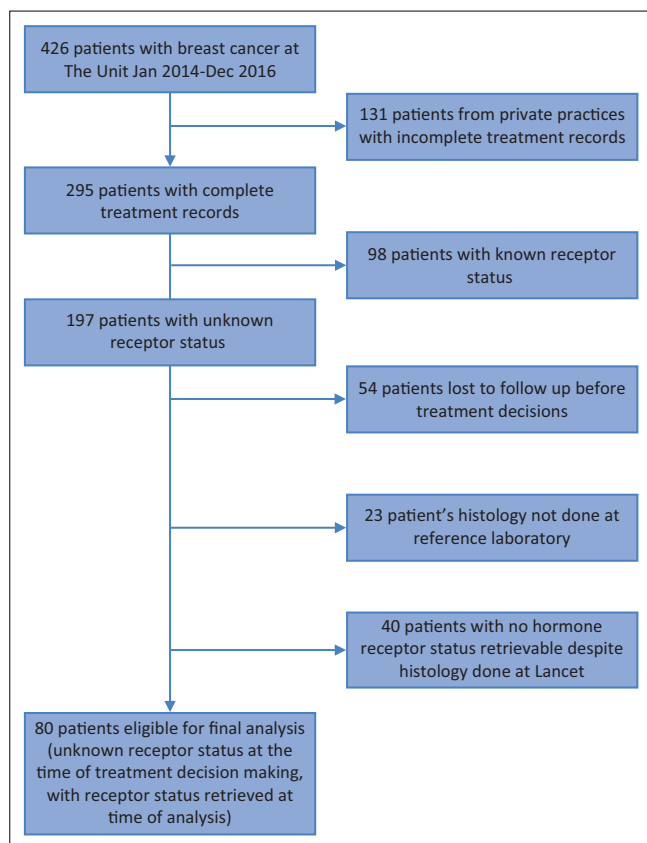 426 patients with breast cancer at
The Unit Jan 2014-Dec 2016
131 patients from private practices
with incomplete treatment records
295 patients with complete
treatment records
98 patients with known receptor
status
197 patients with unknown
receptor status
54 patients lost to follow up before
treatment decisions
23 patient’s histology not done at
reference laboratory
40 patients with no hormone
receptor status retrievable despite
histology done at Lancet
80 patients eligible for final analysis
(unknown receptor status at the
time of treatment decision making,
with receptor status retrieved at
time of analysis)